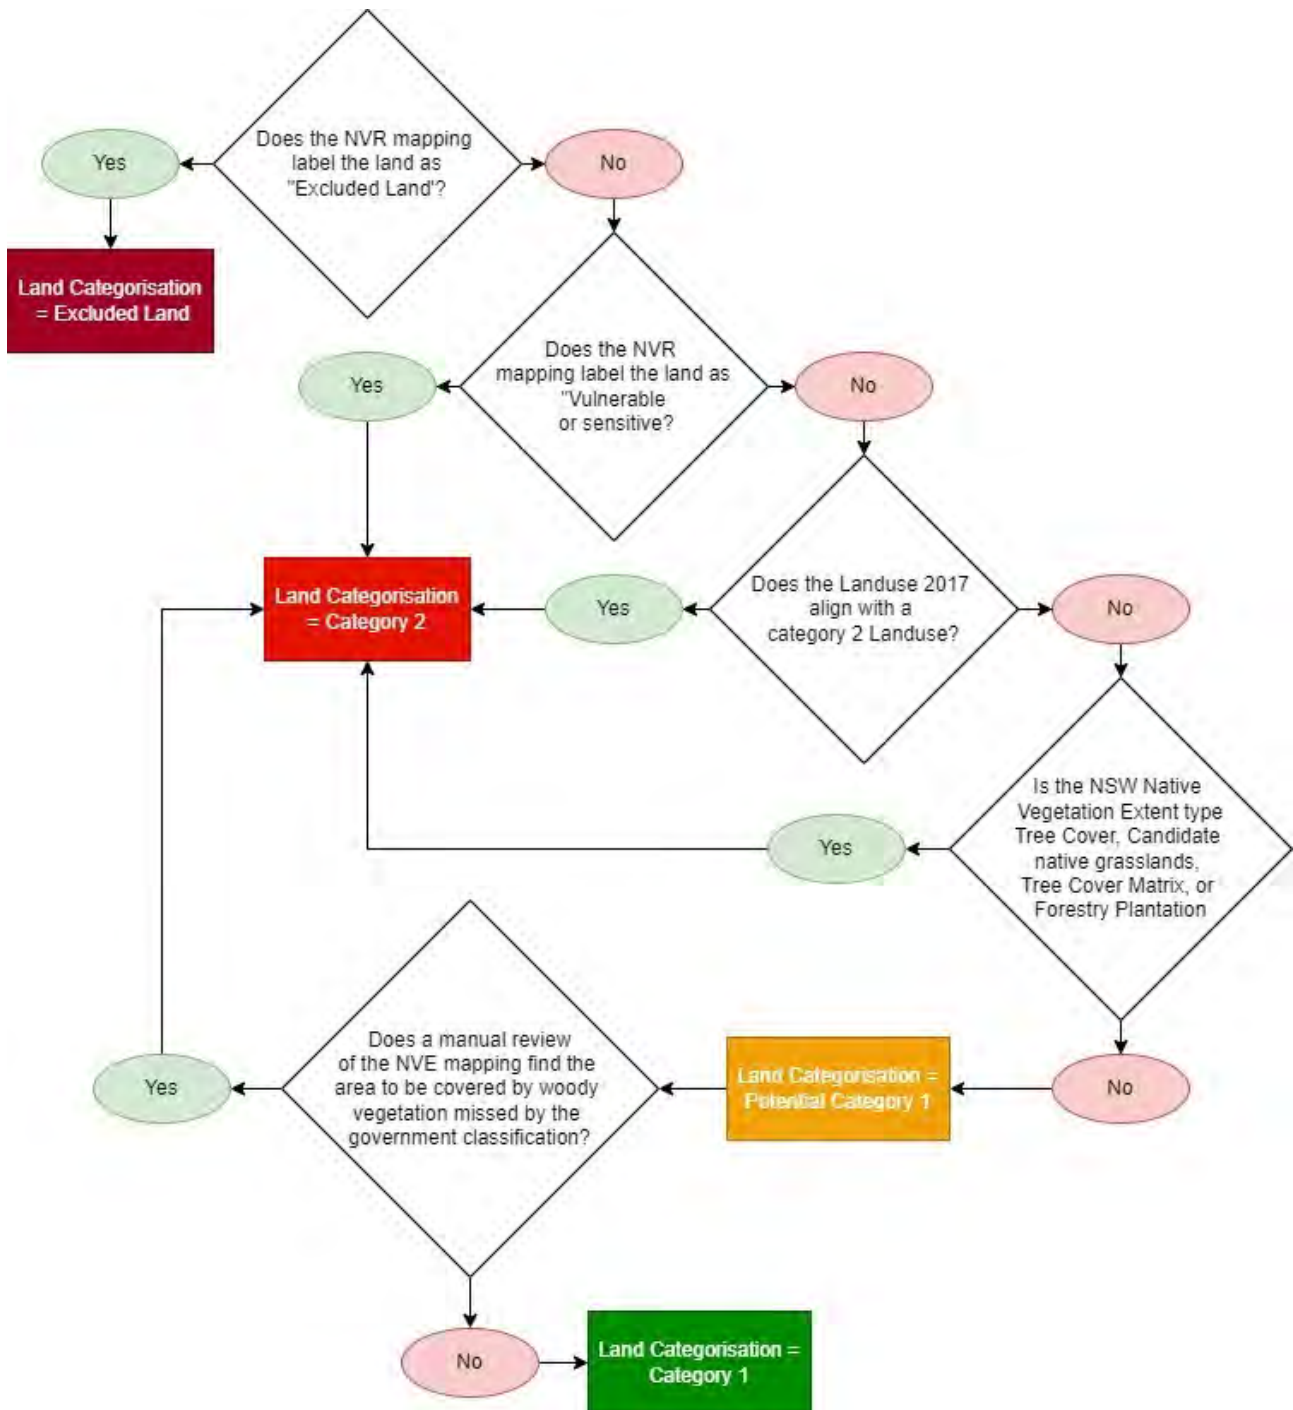 Does the NVR mapping
label the land as
"Excluded Land'?
Yes
No
Land Categorisation
= Excluded Land
Does the NVR
mapping label the land as
"Vulnerable
or sensitive?
Yes
No
Does the Landuse 2017
align with a
category 2 Landuse?
Land Categorisation
= Category 2
Yes
No
Is the NSW Native
Vegetation Extent type
Tree Cover, Candidate
native grasslands,
Tree Cover Matrix, or
Forestry Plantation
Yes
No
Land Categorisation =
Potential Category 1
Does a manual review
of the NVE mapping find the
area to be covered by woody
vegetation missed by the
government classification?
Yes
No
Land Categorisation =
Category 1